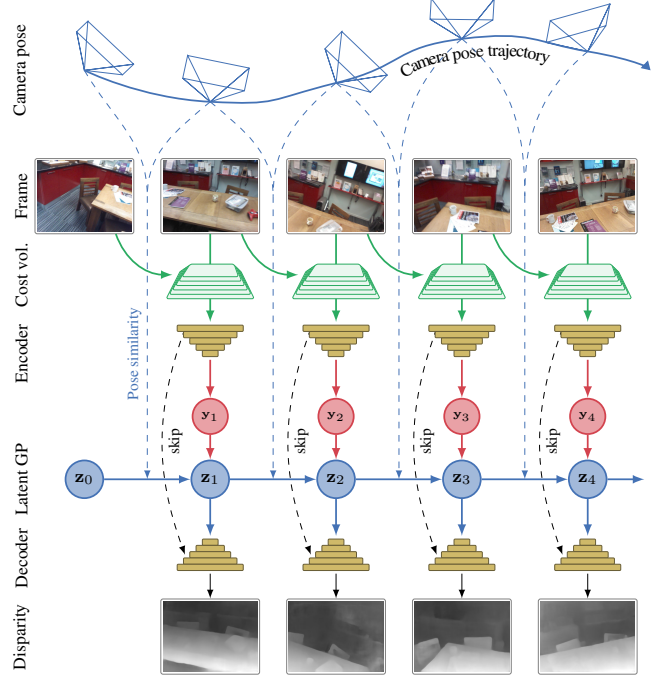 Camera pose
Camera pose trajectory
Frame
Cost vol.
Pose similarity
Encoder
y₁
y₂
y₃
y₄
skip
skip
skip
skip
Latent GP
z₀
z₁
z₂
z₃
z₄
Decoder
Disparity